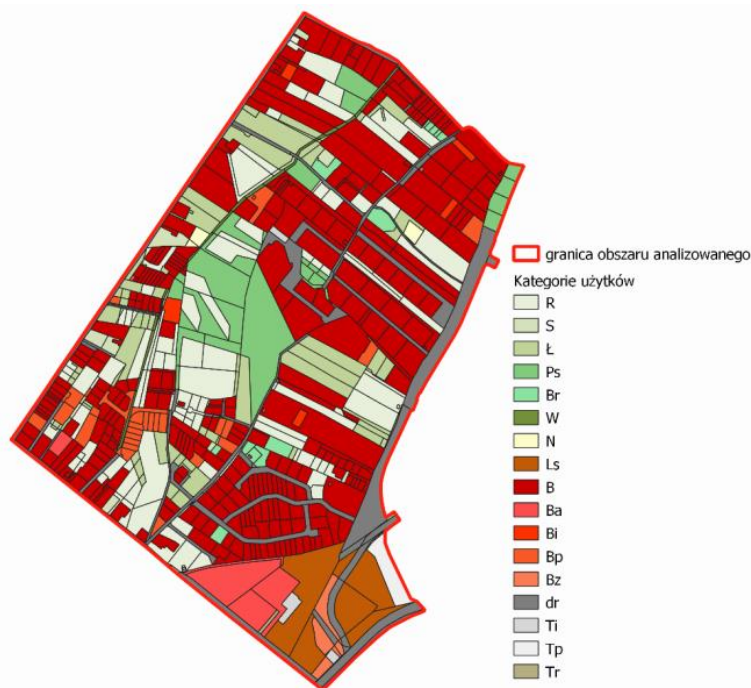 granica obszaru analizowanego
Kategorie użytków
R
S
Ł
Ps
Br
W
N
Ls
B
Ba
Bi
Bp
Bz
dr
Ti
Tp
Tr